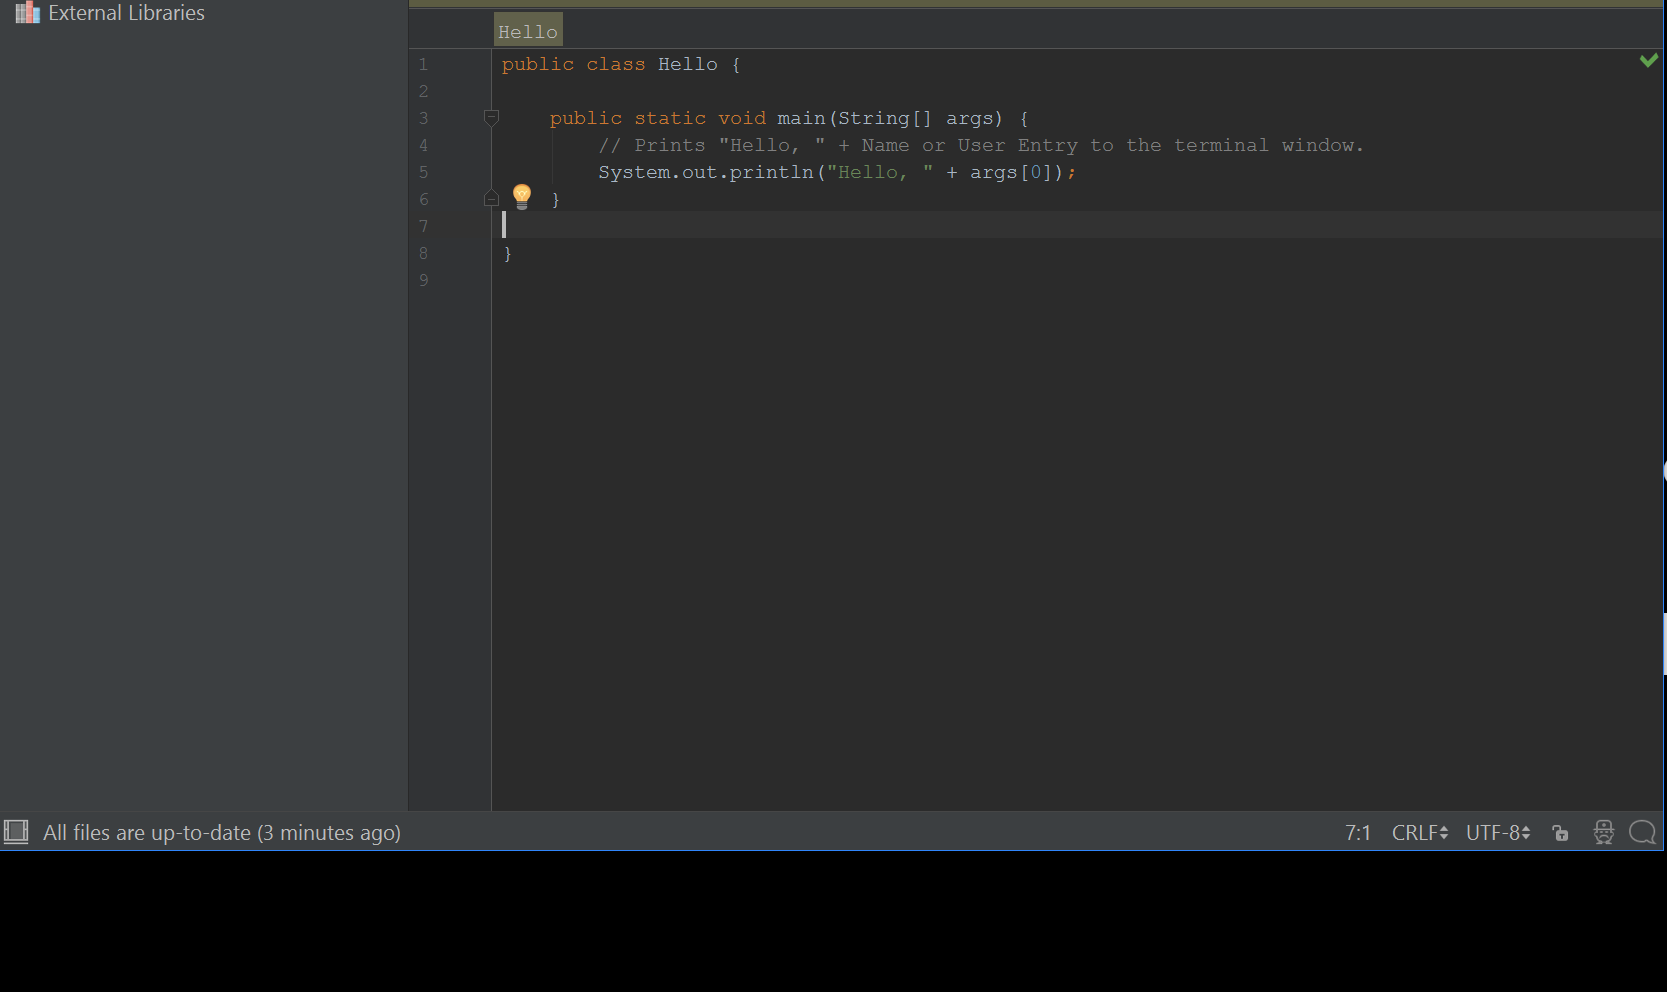 External Libraries
Hello
1 public class Hello {
2
3 public static void main(String[] args) {
4 // Prints "Hello, " + Name or User Entry to the terminal window.
5 System.out.println("Hello, " + args[0]);
6 }
7
8 }
9
All files are up-to-date (3 minutes ago) 7:1 CRLF UTF-8